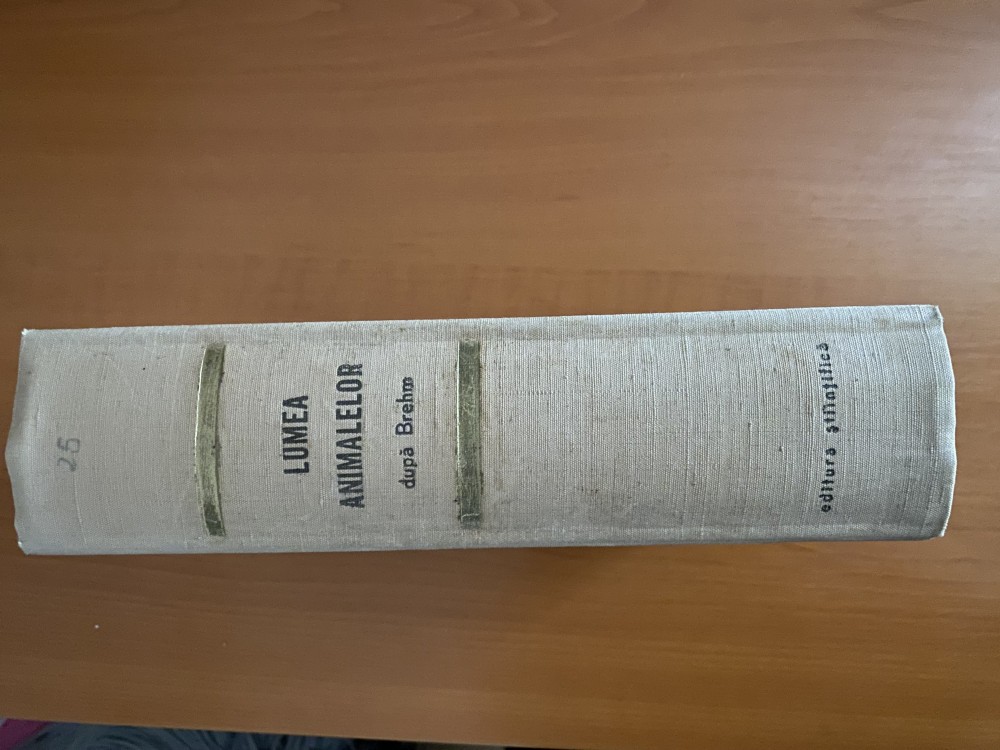 25
LUMEA
ANIMALELOR
după Brehm
editura științifică